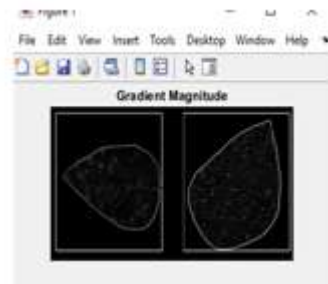 Figure 1
File Edit View Insert Tools Desktop Window Help
Gradient Magnitude